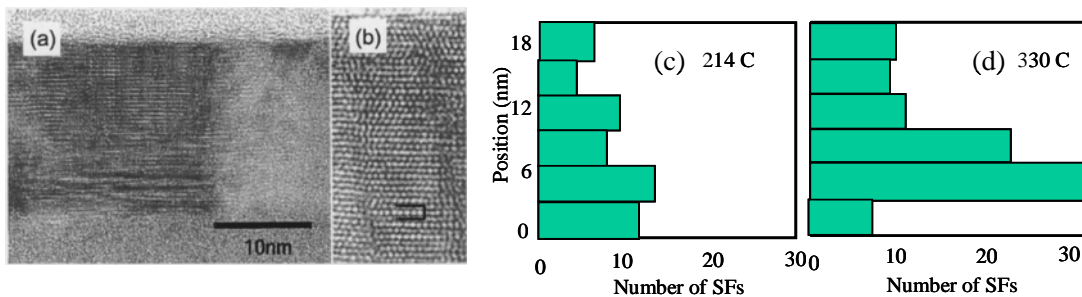 (a)
10nm
(b)
Position (nm)
18
12
6
0
(c) 214 C
0 10 20 30
Number of SFs
(d) 330 C
0 10 20 30
Number of SFs